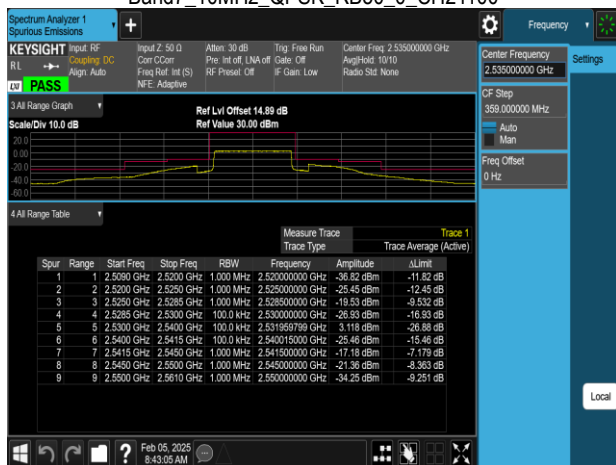 Band7_10MHz_QPSK_RB50_0_CH21100
Spectrum Analyzer 1
Spurious Emissions
Frequency
KEYSIGHT Input: RF Input Z: 50 Ω Atten: 30 dB Trig: Free Run Center Freq: 2.535000000 GHz
RL Coupling: DC Corr CCorr Pre: Int off, LNA off Gate: Off Avg|Hold: 10/10
Align: Auto Freq Ref: Int (S) RF Preset: Off IF Gain: Low Radio Std: None
NFE: Adaptive
LXI PASS
Center Frequency
2.535000000 GHz
Settings
CF Step
359.000000 MHz
Auto
Man
Freq Offset
0 Hz
3 All Range Graph
Ref Lvl Offset 14.89 dB
Scale/Div 10.0 dB Ref Value 30.00 dBm
20.0
0.00
-20.0
-40.0
-60.0
4 All Range Table
Measure Trace Trace 1
Trace Type Trace Average (Active)
Spur Range Start Freq Stop Freq RBW Frequency Amplitude ΔLimit
1 1 2.5090 GHz 2.5200 GHz 1.000 MHz 2.520000000 GHz -36.82 dBm -11.82 dB
2 2 2.5200 GHz 2.5250 GHz 1.000 MHz 2.525000000 GHz -25.45 dBm -12.45 dB
3 3 2.5250 GHz 2.5285 GHz 1.000 MHz 2.528500000 GHz -19.53 dBm -9.532 dB
4 4 2.5285 GHz 2.5300 GHz 100.0 kHz 2.530000000 GHz -26.93 dBm -16.93 dB
5 5 2.5300 GHz 2.5400 GHz 100.0 kHz 2.531959799 GHz 3.118 dBm -26.88 dB
6 6 2.5400 GHz 2.5415 GHz 100.0 kHz 2.540015000 GHz -25.46 dBm -15.46 dB
7 7 2.5415 GHz 2.5450 GHz 1.000 MHz 2.541500000 GHz -17.18 dBm -7.179 dB
8 8 2.5450 GHz 2.5500 GHz 1.000 MHz 2.545000000 GHz -21.36 dBm -8.363 dB
9 9 2.5500 GHz 2.5610 GHz 1.000 MHz 2.550000000 GHz -34.25 dBm -9.251 dB
Local
Feb 05, 2025
8:43:05 AM